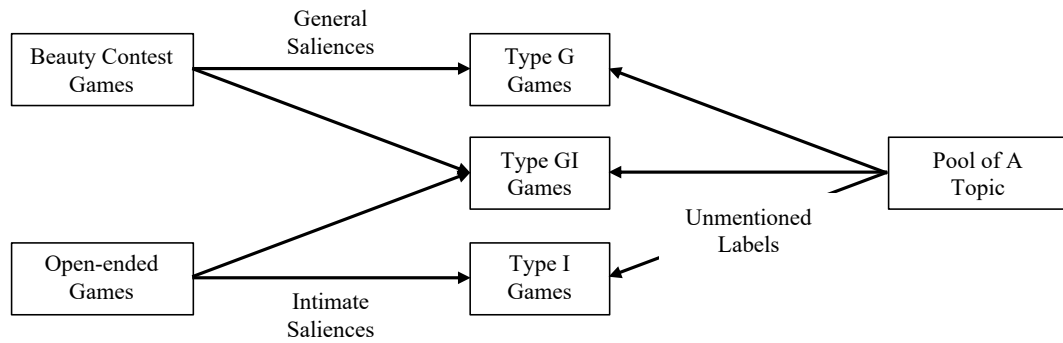 General
Saliences
Beauty Contest
Games
Type G
Games
Type GI
Games
Pool of A
Topic
Unmentioned
Labels
Open-ended
Games
Type I
Games
Intimate
Saliences